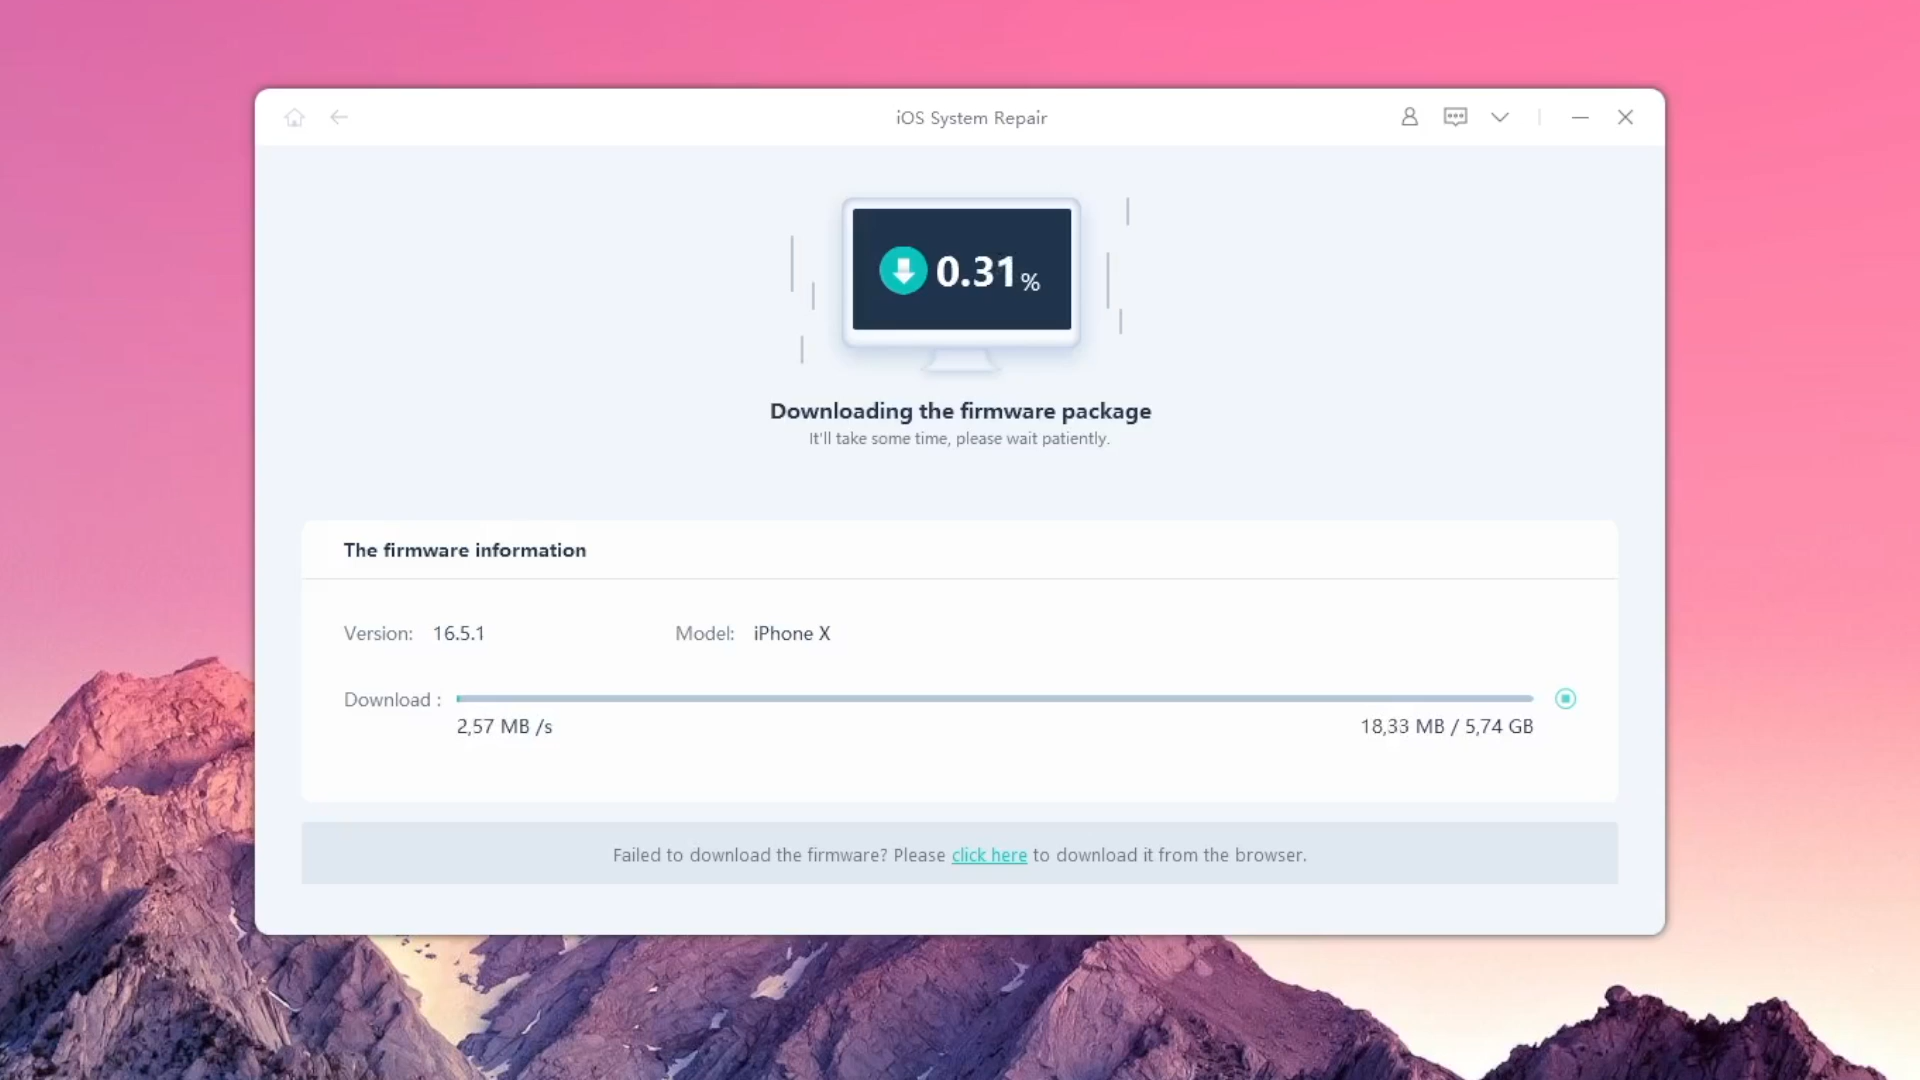 iOS System Repair
0.31%
Downloading the firmware package
It'll take some time, please wait patiently.
The firmware information
Version: 16.5.1 Model: iPhone X
Download :
2,57 MB /s 18,33 MB / 5,74 GB
Failed to download the firmware? Please click here to download it from the browser.